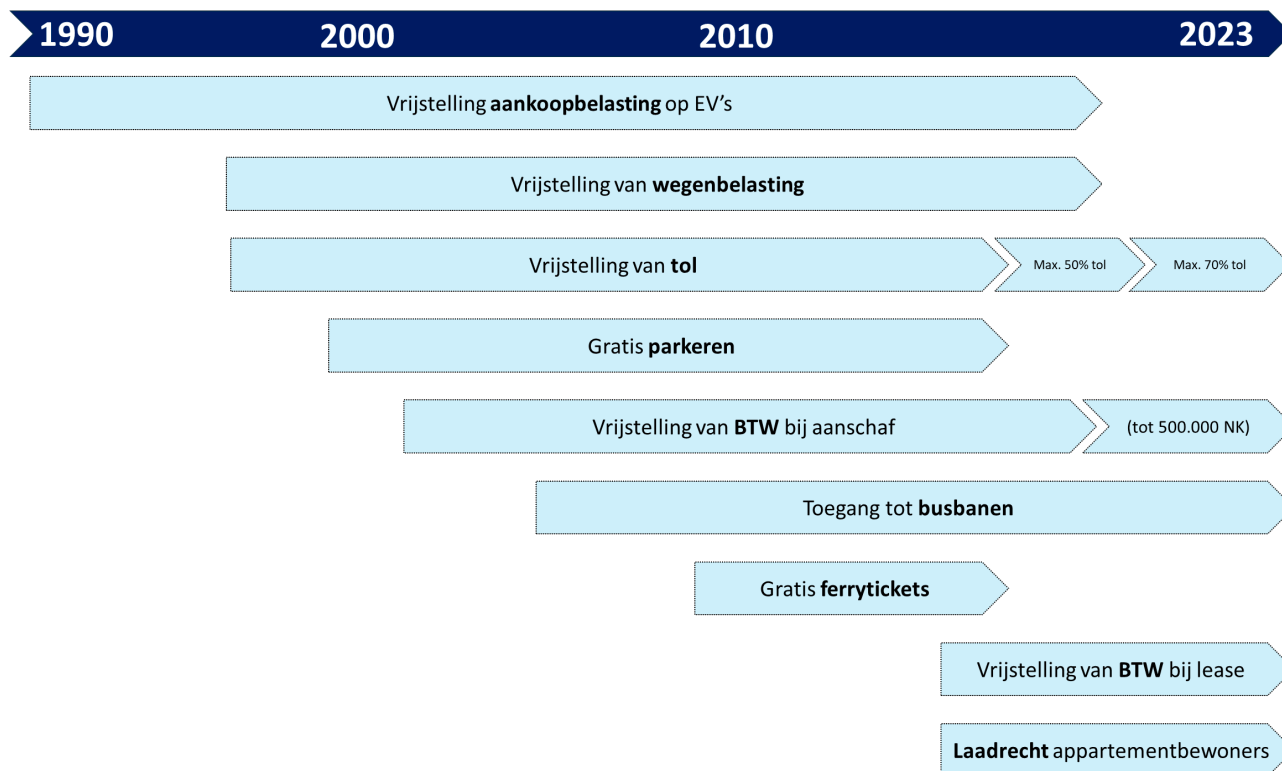 1990 2000 2010 2023
Vrijstelling aankoopbelasting op EV's
Vrijstelling van wegenbelasting
Vrijstelling van tol Max. 50% tol Max. 70% tol
Gratis parkeren
Vrijstelling van BTW bij aanschaf (tot 500.000 NK)
Toegang tot busbanen
Gratis ferrytickets
Vrijstelling van BTW bij lease
Laadrecht appartementbewoners